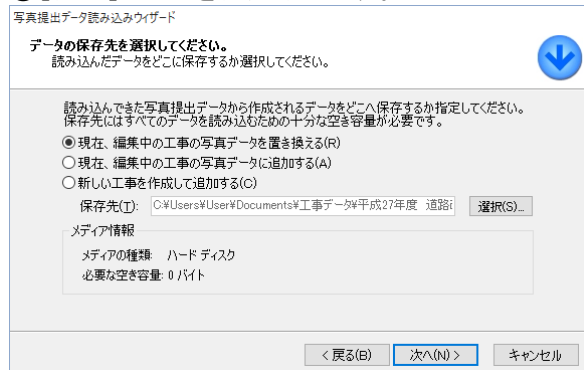 写真提出データ読み込みウィザード
データの保存先を選択してください。
読み込んだデータをどこに保存するか選択してください。
読み込んできた写真提出データから作成されるデータをどこへ保存するか指定してください。
保存先にはすべてのデータを読み込むための十分な空き容量が必要です。
現在、編集中の工事の写真データを置き換える(R)
現在、編集中の工事の写真データに追加する(A)
新しい工事を作成して追加する(C)
保存先(T): C:¥Users¥User¥Documents¥工事データ¥平成27年度 道路 選択(S)...
メディア情報
メディアの種類: ハード ディスク
必要な空き容量: 0 バイト
< 戻る(B) 次へ(N) > キャンセル